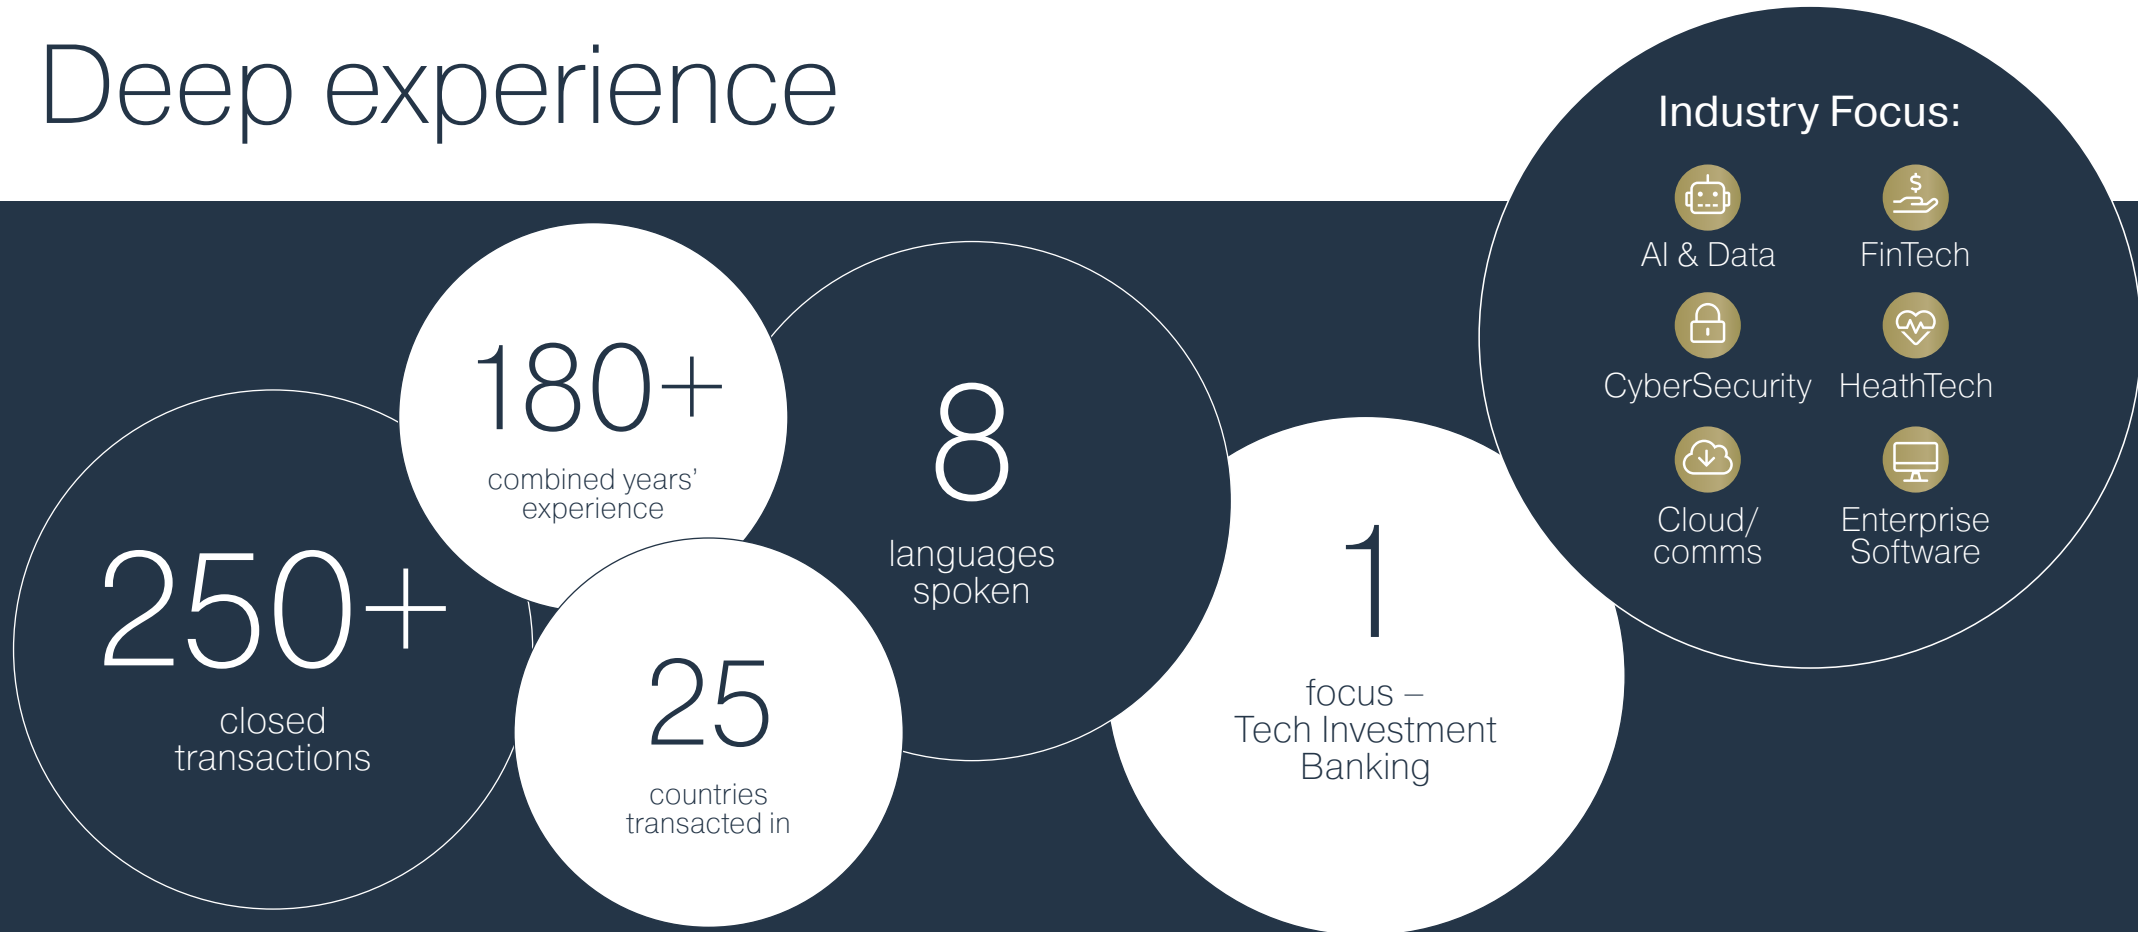 Deep experience
250+
closed
transactions
180+
combined years’
experience
25
countries
transacted in
8
languages
spoken
1
focus –
Tech Investment
Banking
Industry Focus:
AI & Data
FinTech
CyberSecurity
HeathTech
Cloud/
comms
Enterprise
Software